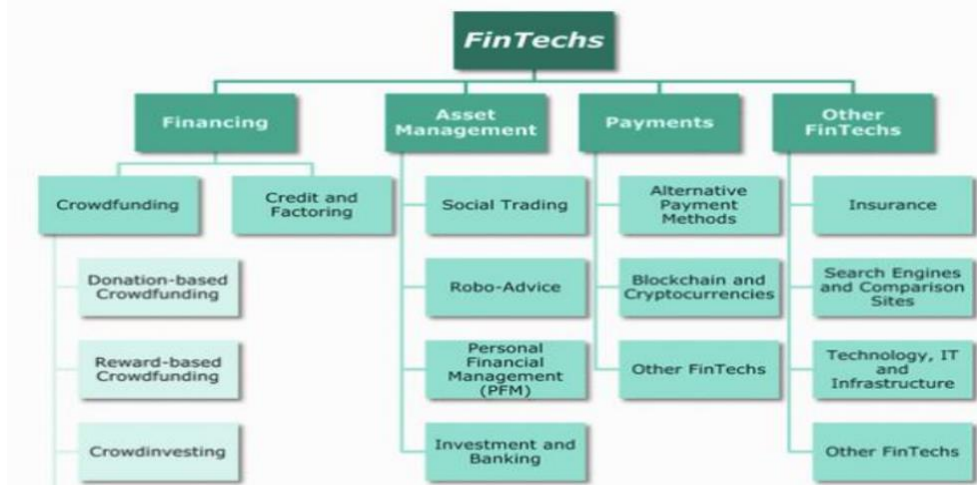 FinTechs
Financing
Asset
Management
Payments
Other
FinTechs
Crowdfunding
Credit and
Factoring
Social Trading
Alternative
Payment
Methods
Insurance
Donation-based
Crowdfunding
Robo-Advice
Blockchain and
Cryptocurrencies
Search Engines
and Comparison
Sites
Reward-based
Crowdfunding
Personal
Financial
Management
(PFM)
Other FinTechs
Technology, IT
and
Infrastructure
Crowdinvesting
Investment and
Banking
Other FinTechs